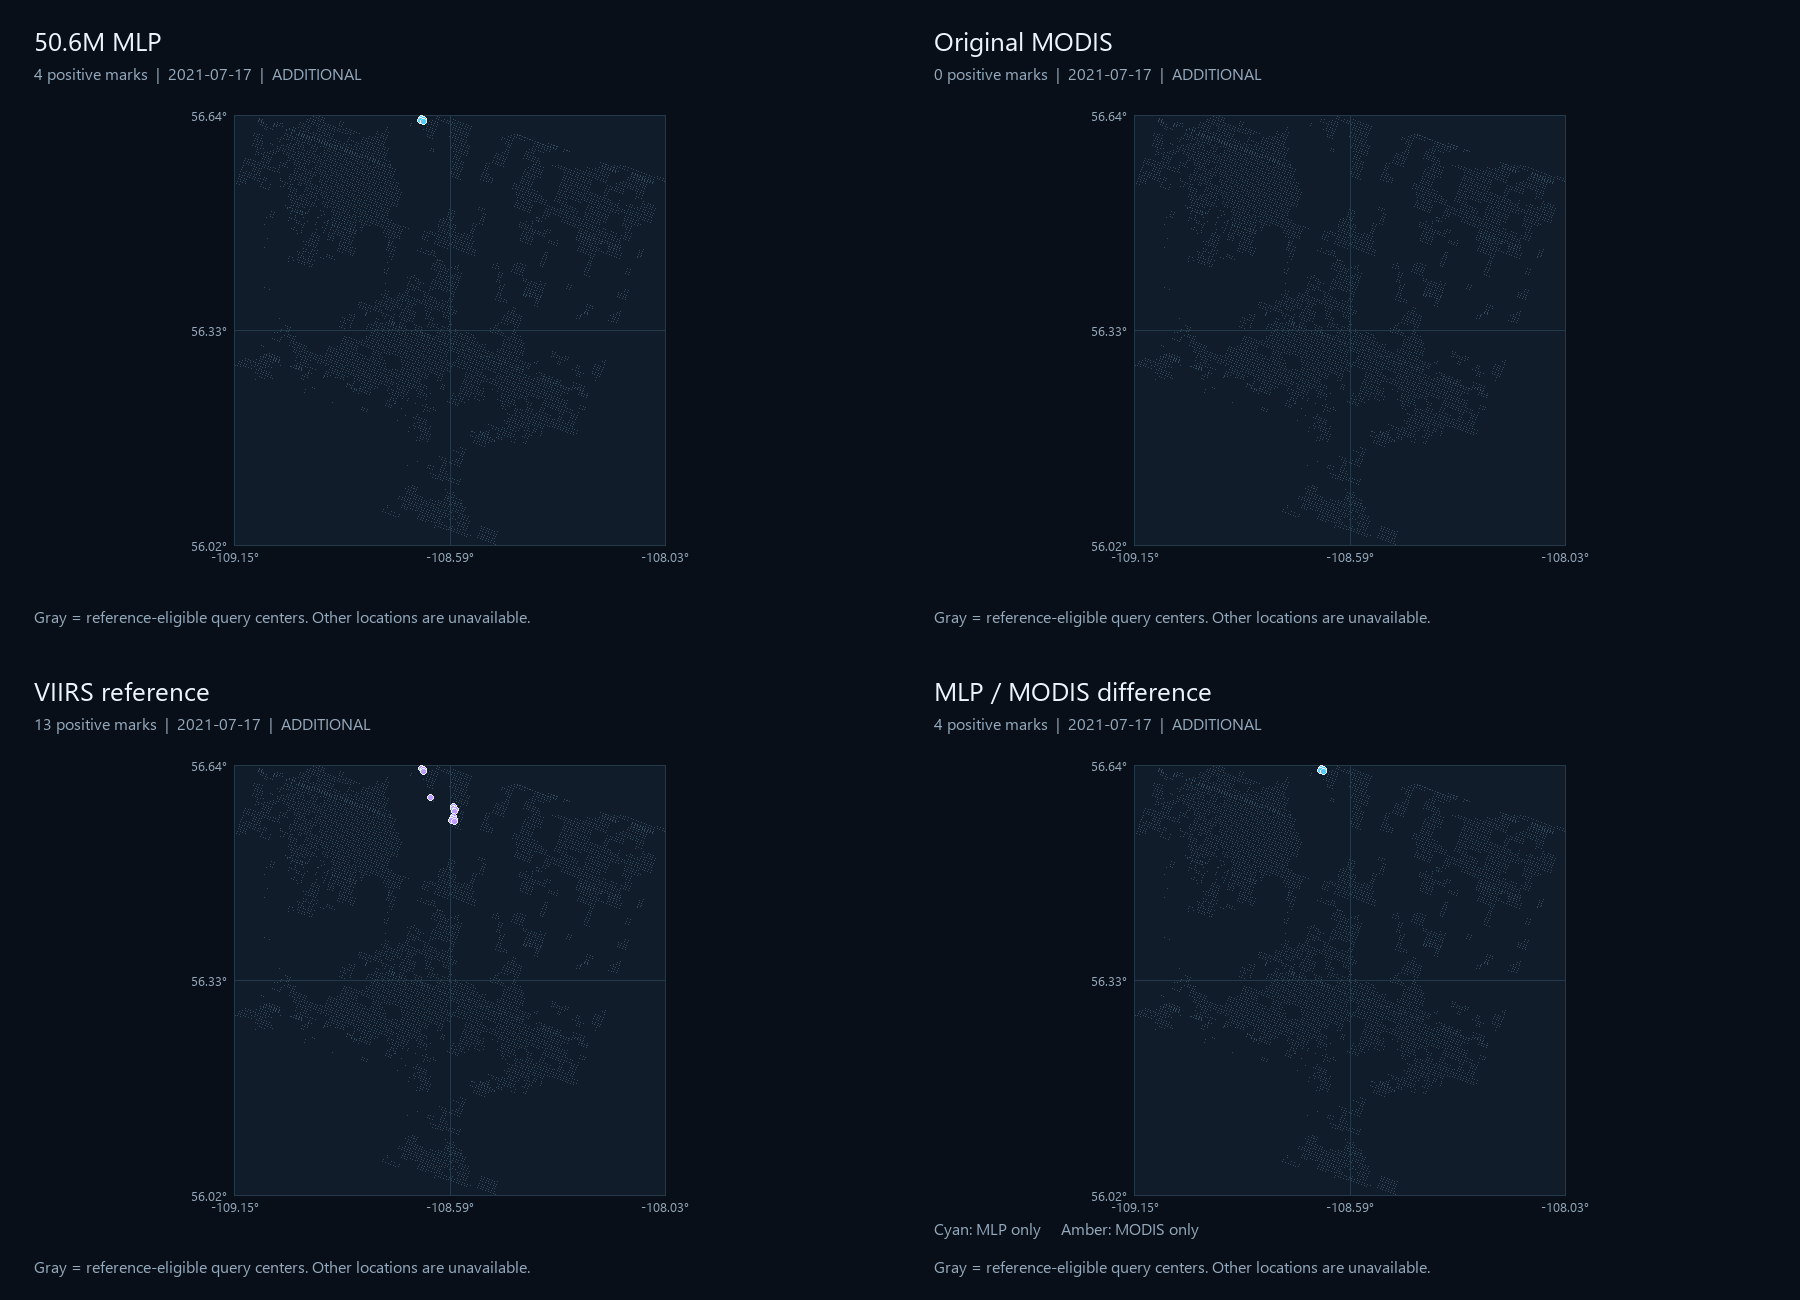 50.6M MLP
4 positive marks | 2021-07-17 | ADDITIONAL
56.64°
56.33°
56.02°
-109.15°
-108.59°
-108.03°
Gray = reference-eligible query centers. Other locations are unavailable.
Original MODIS
0 positive marks | 2021-07-17 | ADDITIONAL
56.64°
56.33°
56.02°
-109.15°
-108.59°
-108.03°
Gray = reference-eligible query centers. Other locations are unavailable.
VIIRS reference
13 positive marks | 2021-07-17 | ADDITIONAL
56.64°
56.33°
56.02°
-109.15°
-108.59°
-108.03°
Gray = reference-eligible query centers. Other locations are unavailable.
MLP / MODIS difference
4 positive marks | 2021-07-17 | ADDITIONAL
56.64°
56.33°
56.02°
-109.15°
-108.59°
-108.03°
Cyan: MLP only Amber: MODIS only
Gray = reference-eligible query centers. Other locations are unavailable.